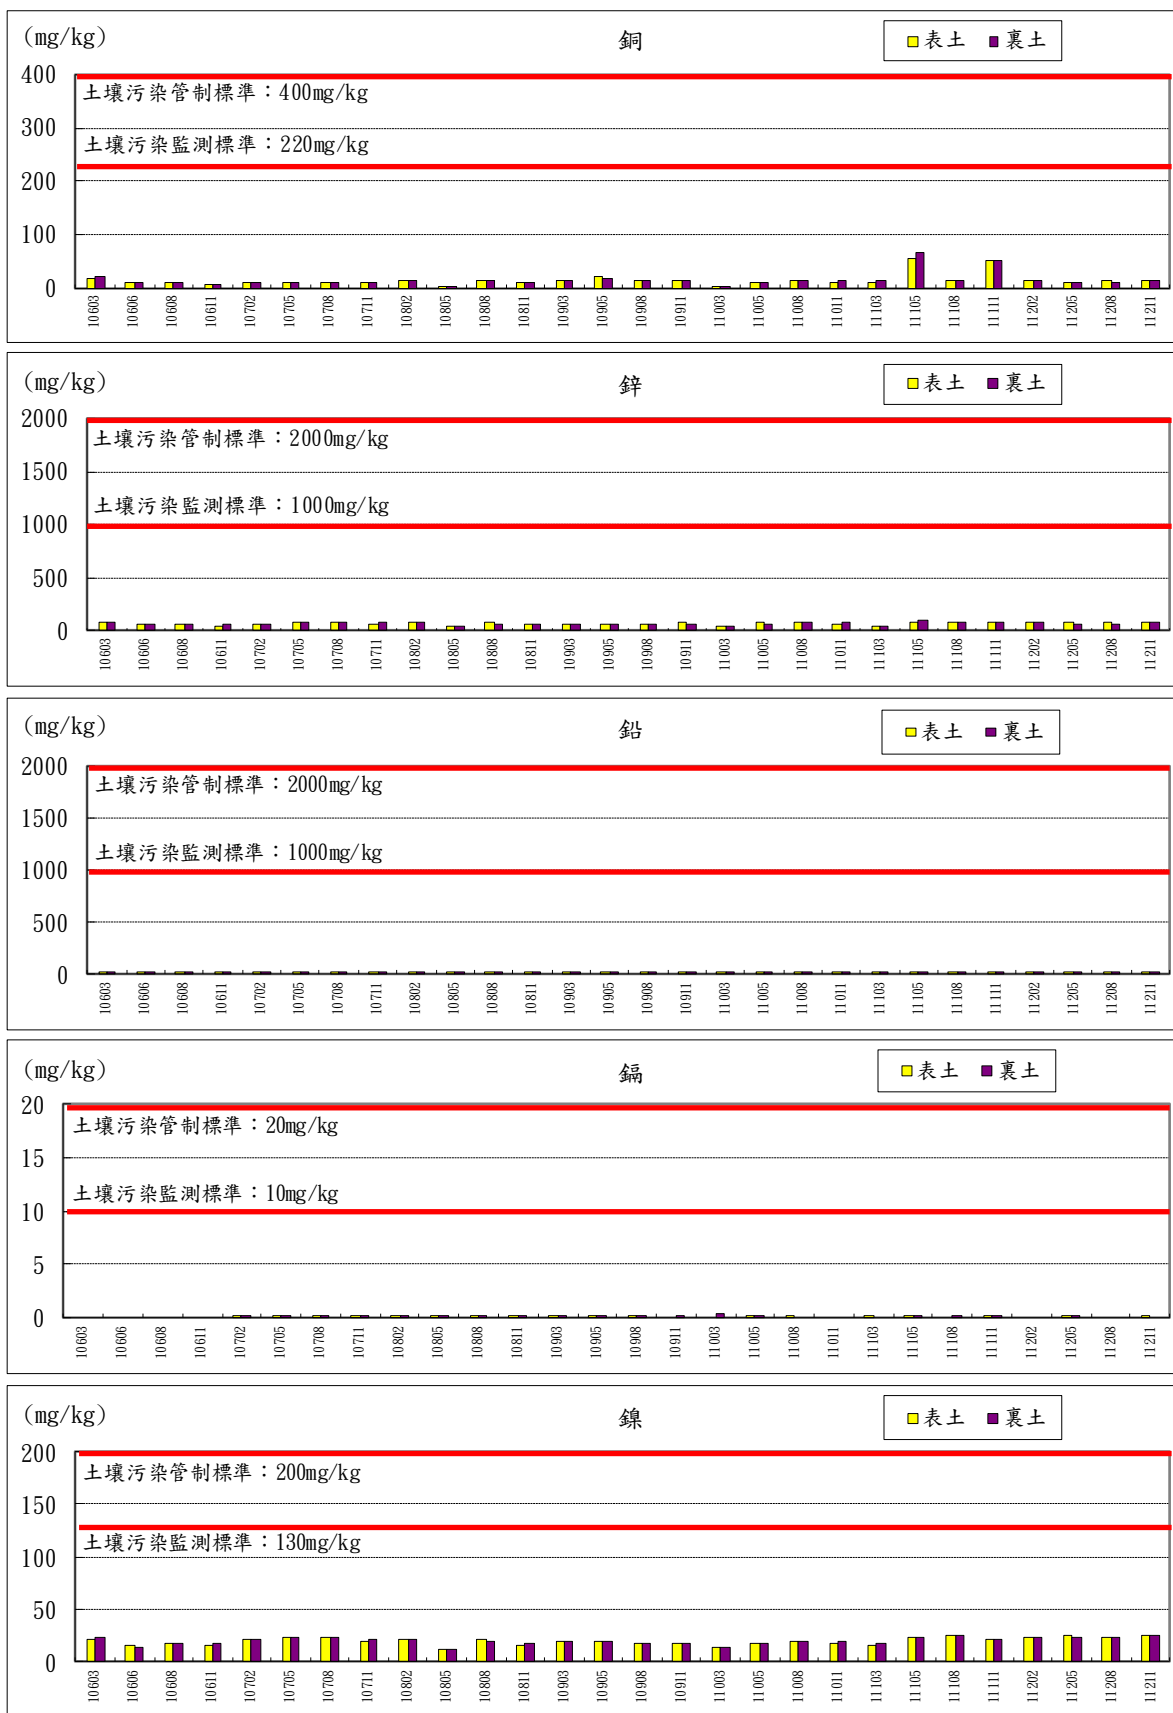 (mg/kg)
銅
表土 裏土
400
土壤污染管制標準：400mg/kg
300
土壤污染監測標準：220mg/kg
200
100
0
10603 10606 10608 10611 10702 10705 10708 10711 10802 10805 10808 10811 10903 10905 10908 10911 11003 11005 11008 11011 11103 11105 11108 11111 11202 11205 11208 11211
(mg/kg)
鋅
表土 裏土
2000
土壤污染管制標準：2000mg/kg
1500
土壤污染監測標準：1000mg/kg
1000
500
0
10603 10606 10608 10611 10702 10705 10708 10711 10802 10805 10808 10811 10903 10905 10908 10911 11003 11005 11008 11011 11103 11105 11108 11111 11202 11205 11208 11211
(mg/kg)
鉛
表土 裏土
2000
土壤污染管制標準：2000mg/kg
1500
土壤污染監測標準：1000mg/kg
1000
500
0
10603 10606 10608 10611 10702 10705 10708 10711 10802 10805 10808 10811 10903 10905 10908 10911 11003 11005 11008 11011 11103 11105 11108 11111 11202 11205 11208 11211
(mg/kg)
鎘
表土 裏土
20
土壤污染管制標準：20mg/kg
15
土壤污染監測標準：10mg/kg
10
5
0
10603 10606 10608 10611 10702 10705 10708 10711 10802 10805 10808 10811 10903 10905 10908 10911 11003 11005 11008 11011 11103 11105 11108 11111 11202 11205 11208 11211
(mg/kg)
鎳
表土 裏土
200
土壤污染管制標準：200mg/kg
150
土壤污染監測標準：130mg/kg
100
50
0
10603 10606 10608 10611 10702 10705 10708 10711 10802 10805 10808 10811 10903 10905 10908 10911 11003 11005 11008 11011 11103 11105 11108 11111 11202 11205 11208 11211